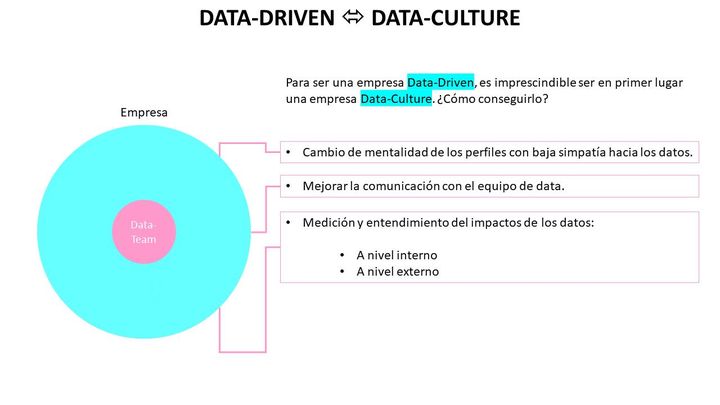 DATA-DRIVEN ⬄ DATA-CULTURE
Para ser una empresa Data-Driven, es imprescindible ser en primer lugar
una empresa Data-Culture. ¿Cómo conseguirlo?
Empresa
• Cambio de mentalidad de los perfiles con baja simpatía hacia los datos.
• Mejorar la comunicación con el equipo de data.
Data-
Team
• Medición y entendimiento del impactos de los datos:
• A nivel interno
• A nivel externo